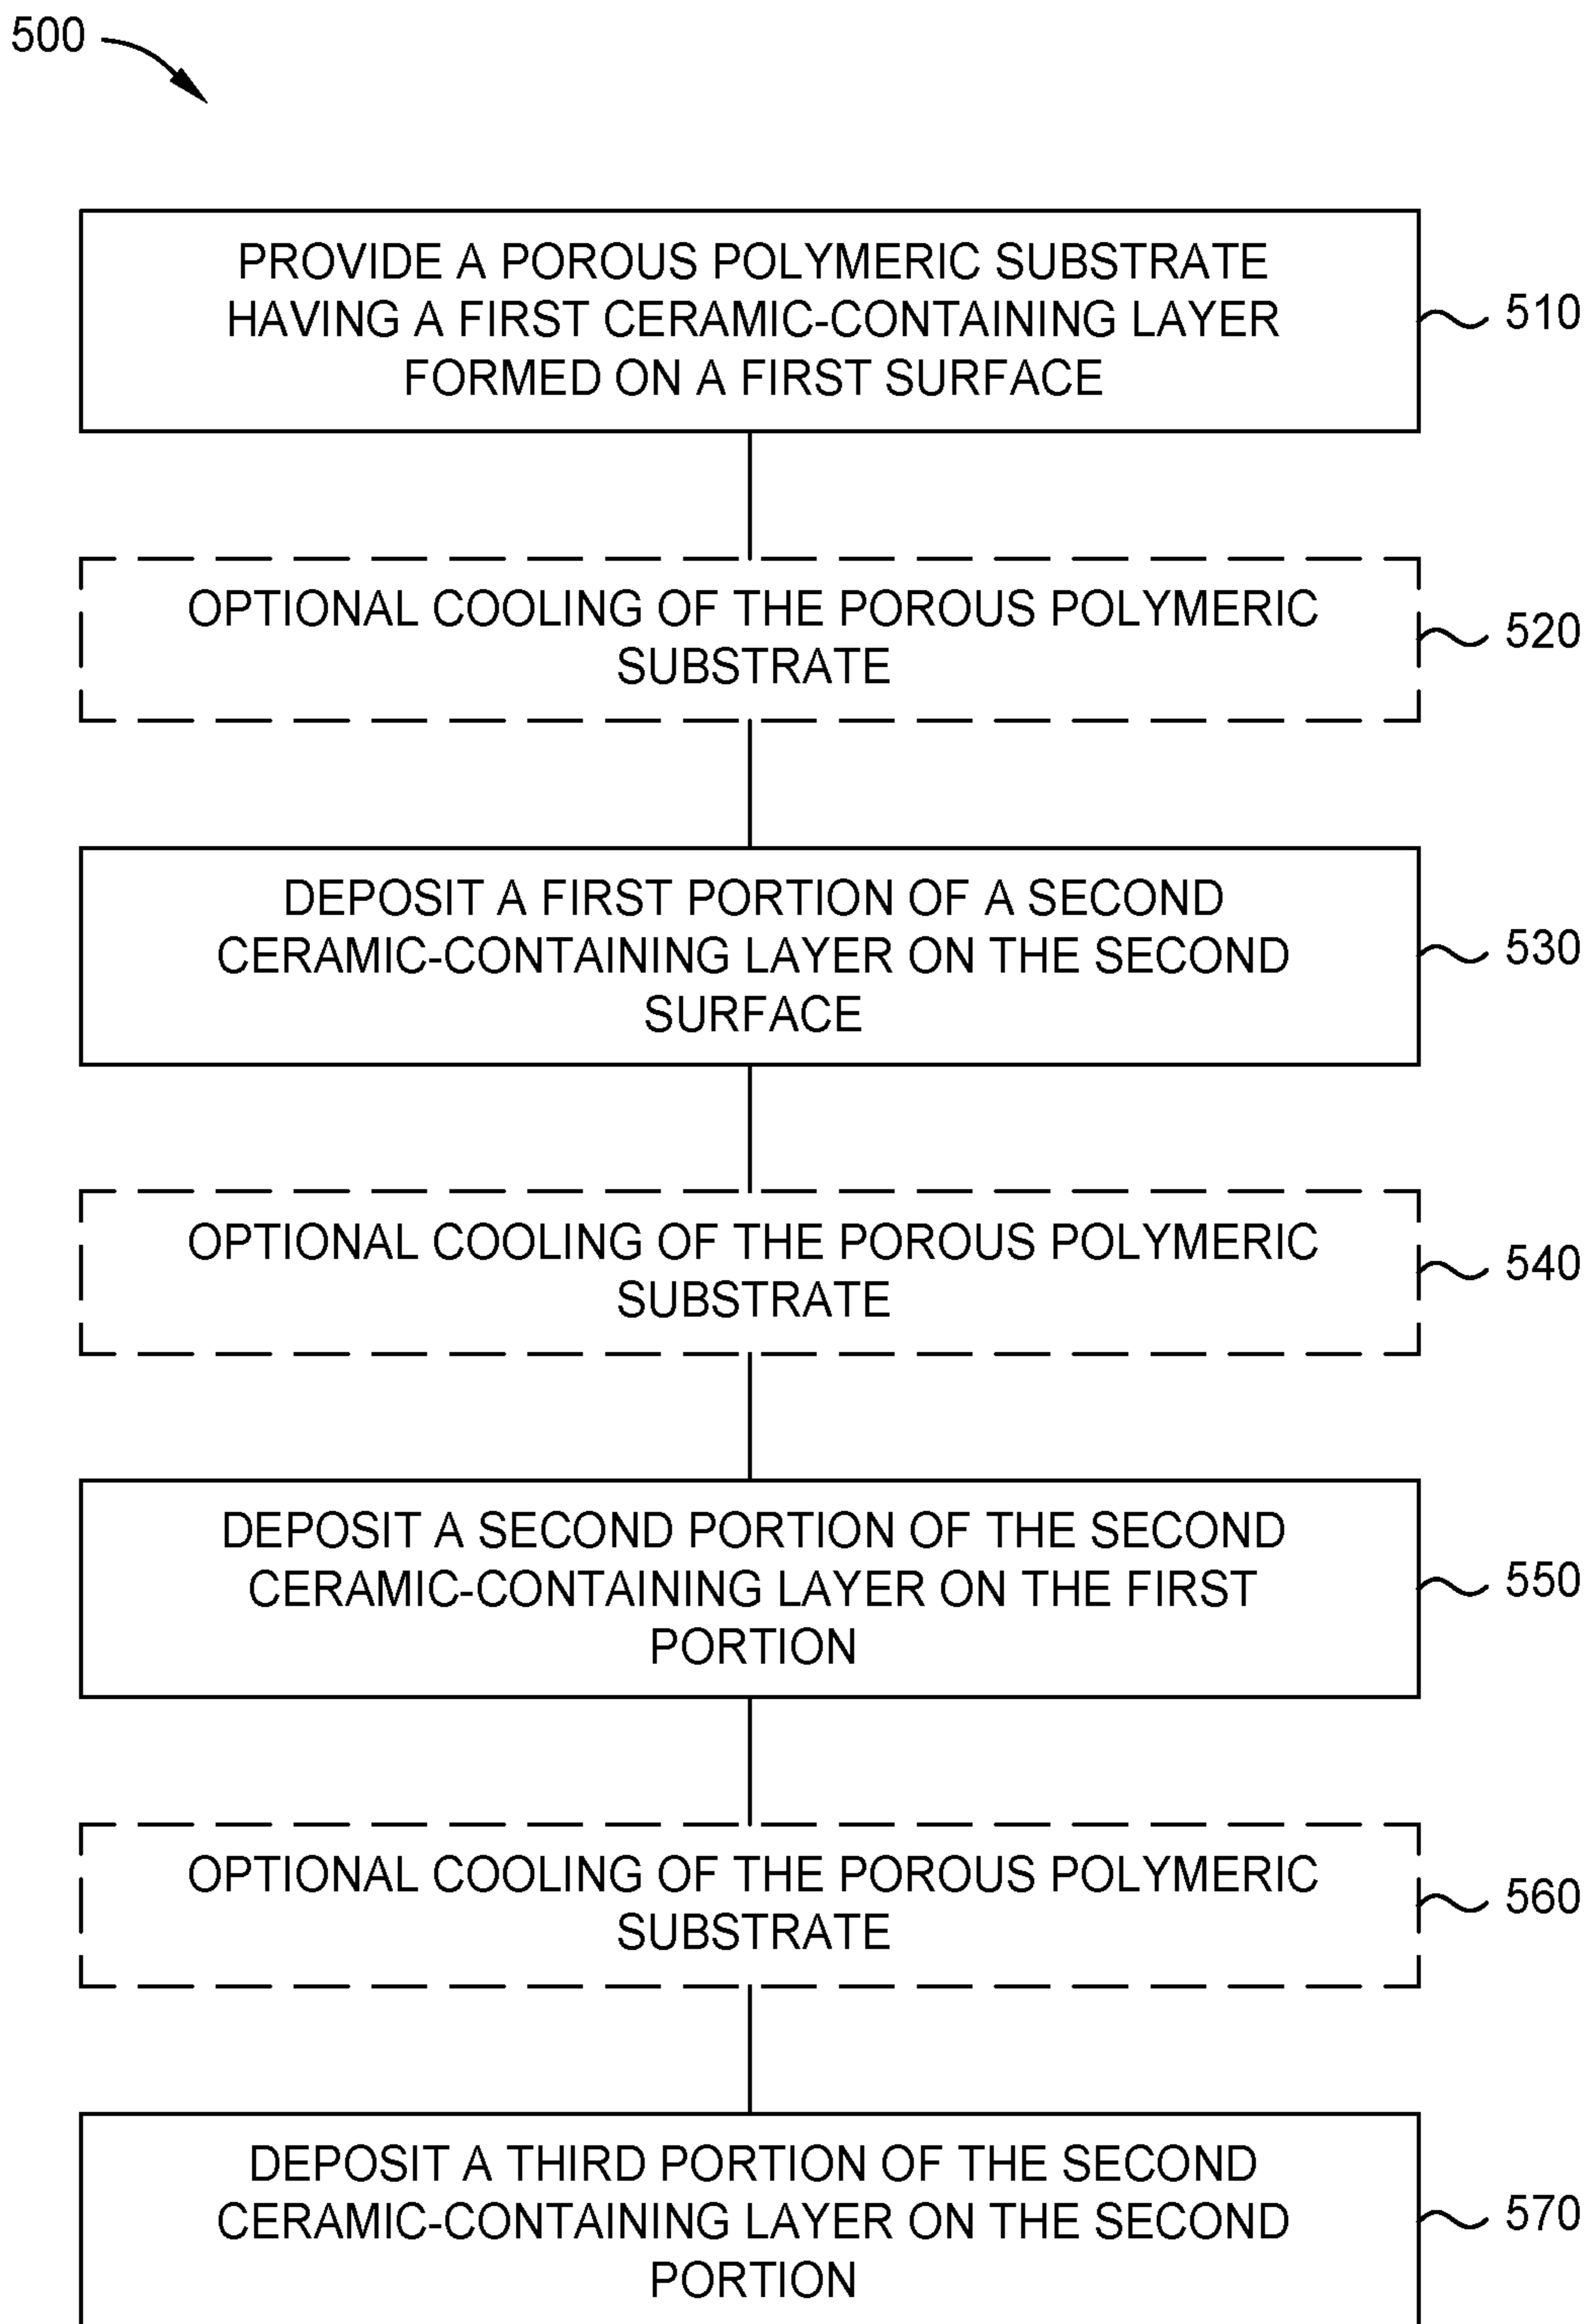 500
PROVIDE A POROUS POLYMERIC SUBSTRATE
HAVING A FIRST CERAMIC-CONTAINING LAYER
FORMED ON A FIRST SURFACE
510
OPTIONAL COOLING OF THE POROUS POLYMERIC
SUBSTRATE
520
DEPOSIT A FIRST PORTION OF A SECOND
CERAMIC-CONTAINING LAYER ON THE SECOND
SURFACE
530
OPTIONAL COOLING OF THE POROUS POLYMERIC
SUBSTRATE
540
DEPOSIT A SECOND PORTION OF THE SECOND
CERAMIC-CONTAINING LAYER ON THE FIRST
PORTION
550
OPTIONAL COOLING OF THE POROUS POLYMERIC
SUBSTRATE
560
DEPOSIT A THIRD PORTION OF THE SECOND
CERAMIC-CONTAINING LAYER ON THE SECOND
PORTION
570